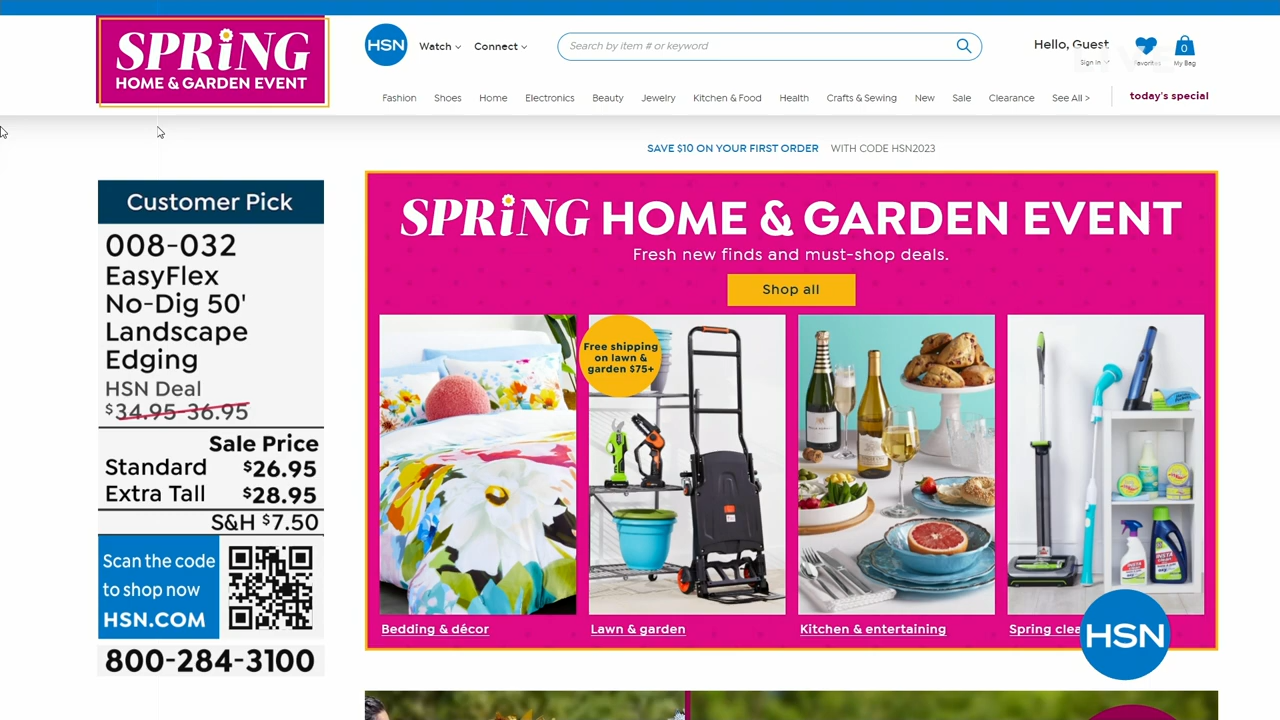 SPRING
HOME & GARDEN EVENT
HSN
Watch
Connect
Search by item # or keyword
Hello, Guest
Sign In
Favorites
0
My Bag
Fashion
Shoes
Home
Electronics
Beauty
Jewelry
Kitchen & Food
Health
Crafts & Sewing
New
Sale
Clearance
See All >
today's special
SAVE $10 ON YOUR FIRST ORDER WITH CODE HSN2023
Customer Pick
008-032
EasyFlex
No-Dig 50'
Landscape
Edging
HSN Deal
$34.95-36.95
Sale Price
Standard $26.95
Extra Tall $28.95
S&H $7.50
Scan the code
to shop now
HSN.COM
800-284-3100
SPRING HOME & GARDEN EVENT
Fresh new finds and must-shop deals.
Shop all
Free shipping
on lawn &
garden $75+
Bedding & décor
Lawn & garden
Kitchen & entertaining
Spring clea
HSN